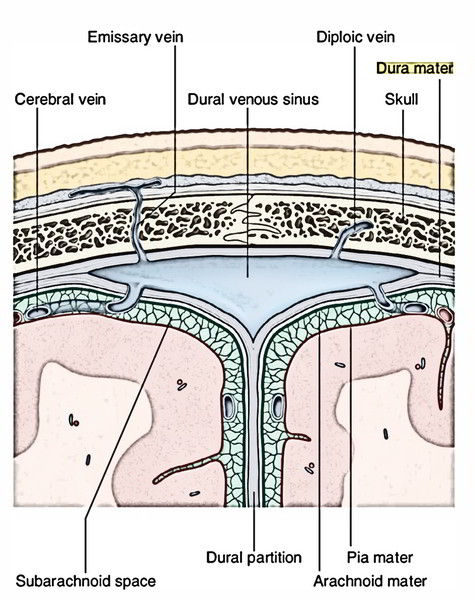 Emissary vein
Diploic vein
Dura mater
Cerebral vein
Dural venous sinus
Skull
Dural partition
Pia mater
Subarachnoid space
Arachnoid mater